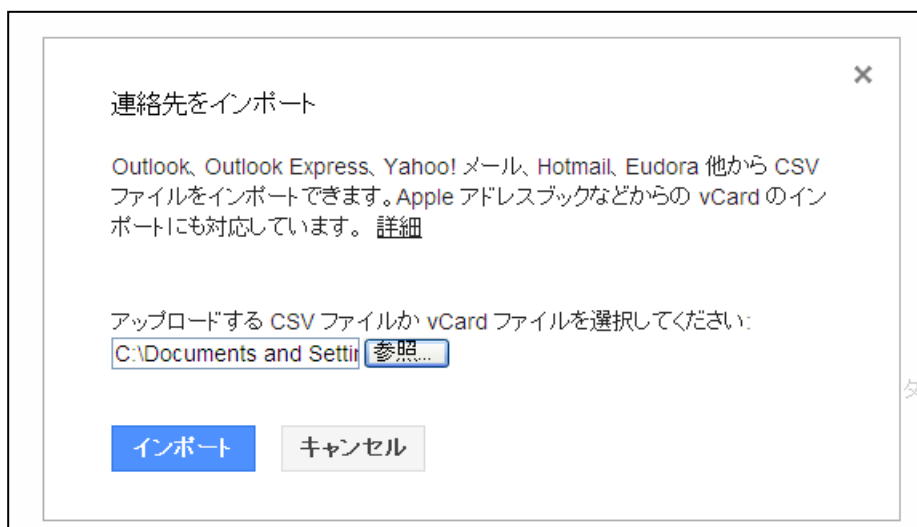 ×
連絡先をインポート
Outlook、Outlook Express、Yahoo! メール、Hotmail、Eudora 他から CSV
ファイルをインポートできます。Apple アドレスブックなどからの vCard のイン
ポートにも対応しています。 詳細
アップロードする CSV ファイルか vCard ファイルを選択してください:
C:\Documents and Settin 参照...
インポート キャンセル